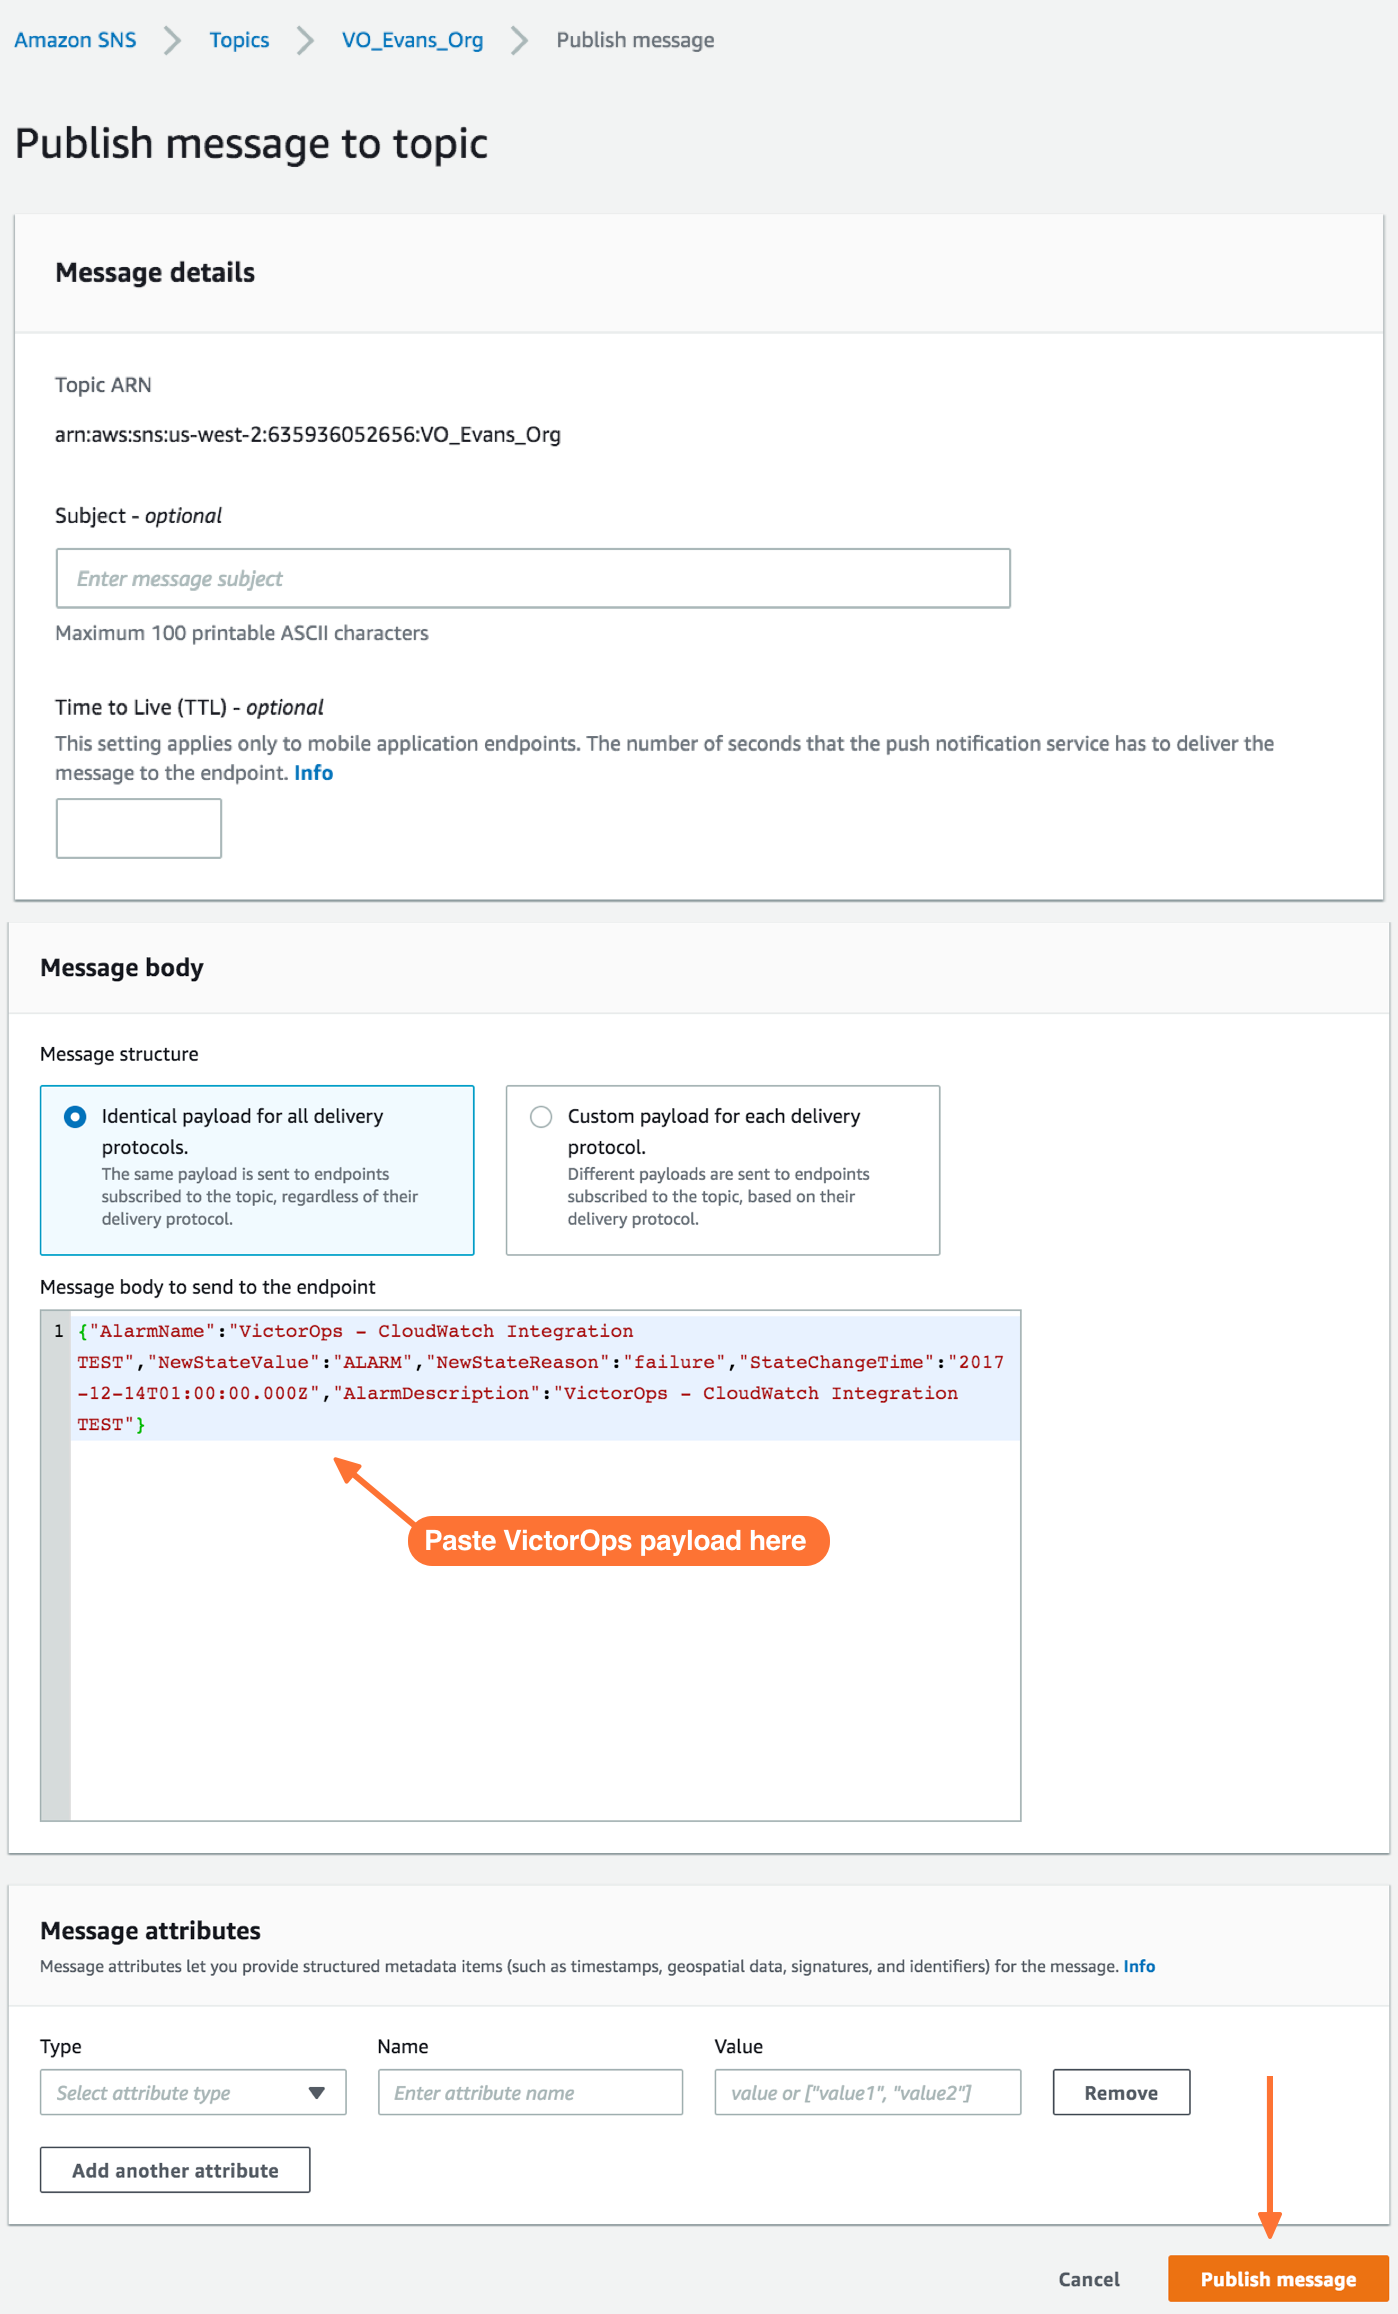 Amazon SNS > Topics > VO_Evans_Org > Publish message
Publish message to topic
Message details
Topic ARN
arn:aws:sns:us-west-2:635936052656:VO_Evans_Org
Subject - optional
Enter message subject
Maximum 100 printable ASCII characters
Time to Live (TTL) - optional
This setting applies only to mobile application endpoints. The number of seconds that the push notification service has to deliver the
message to the endpoint. Info
Message body
Message structure
Identical payload for all delivery
protocols.
The same payload is sent to endpoints
subscribed to the topic, regardless of their
delivery protocol.
Custom payload for each delivery
protocol.
Different payloads are sent to endpoints
subscribed to the topic, based on their
delivery protocol.
Message body to send to the endpoint
1 {"AlarmName":"VictorOps - CloudWatch Integration
TEST","NewStateValue":"ALARM","NewStateReason":"failure","StateChangeTime":"2017
-12-14T01:00:00.000Z","AlarmDescription":"VictorOps - CloudWatch Integration
TEST"}
Paste VictorOps payload here
Message attributes
Message attributes let you provide structured metadata items (such as timestamps, geospatial data, signatures, and identifiers) for the message. Info
Type Name Value
Select attribute type Enter attribute name value or ["value1", "value2"] Remove
Add another attribute
Cancel Publish message